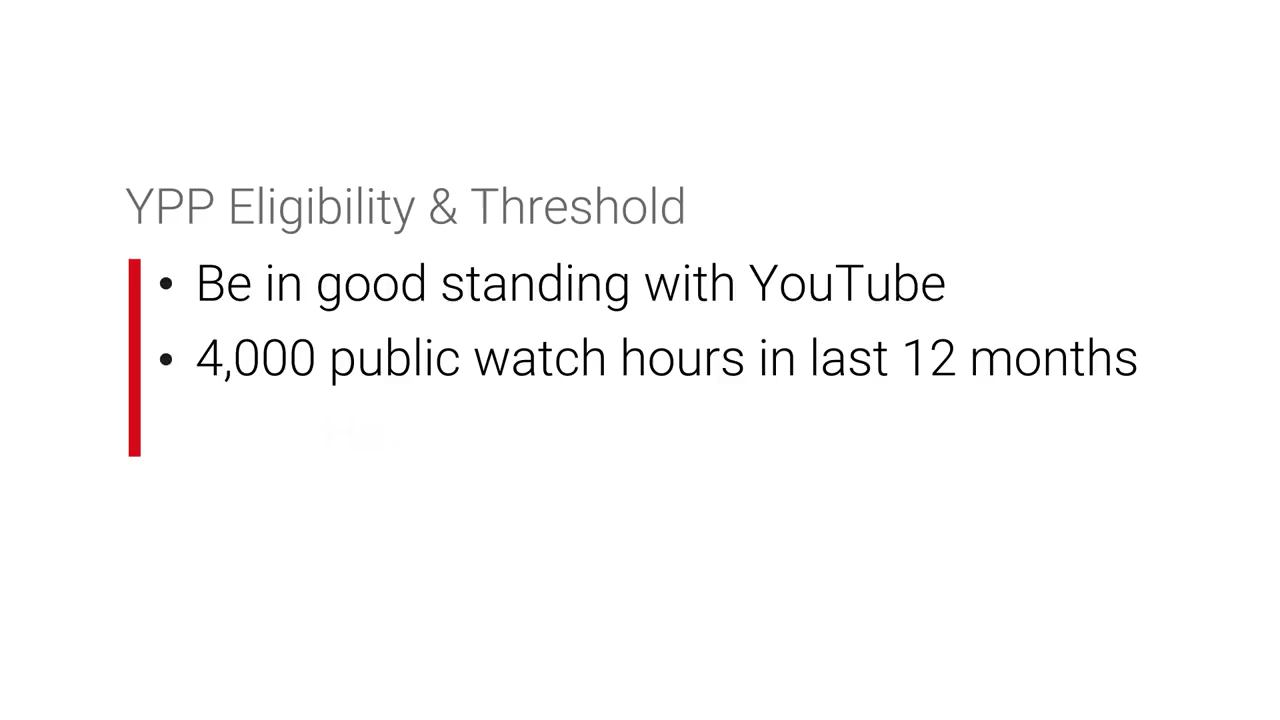 YPP Eligibility & Threshold
• Be in good standing with YouTube
• 4,000 public watch hours in last 12 months